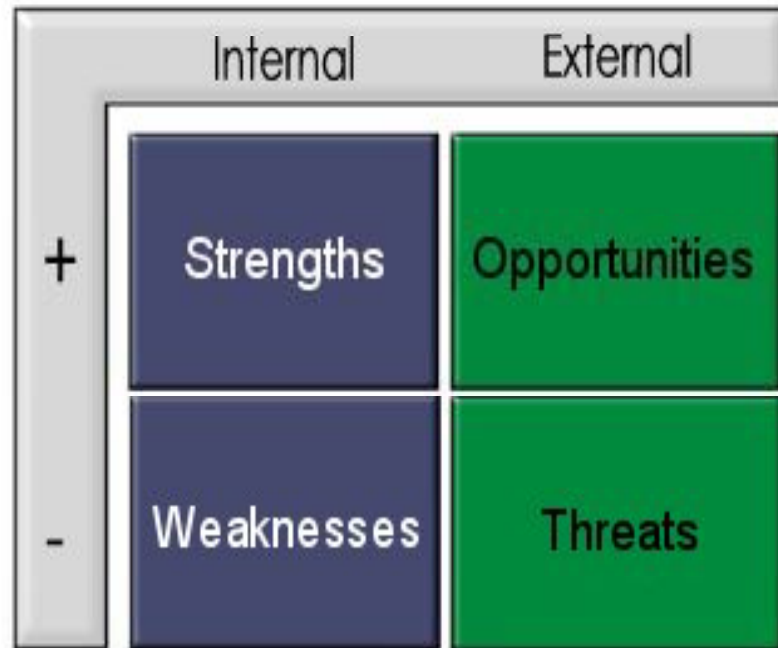 Internal External
+ Strengths Opportunities
- Weaknesses Threats